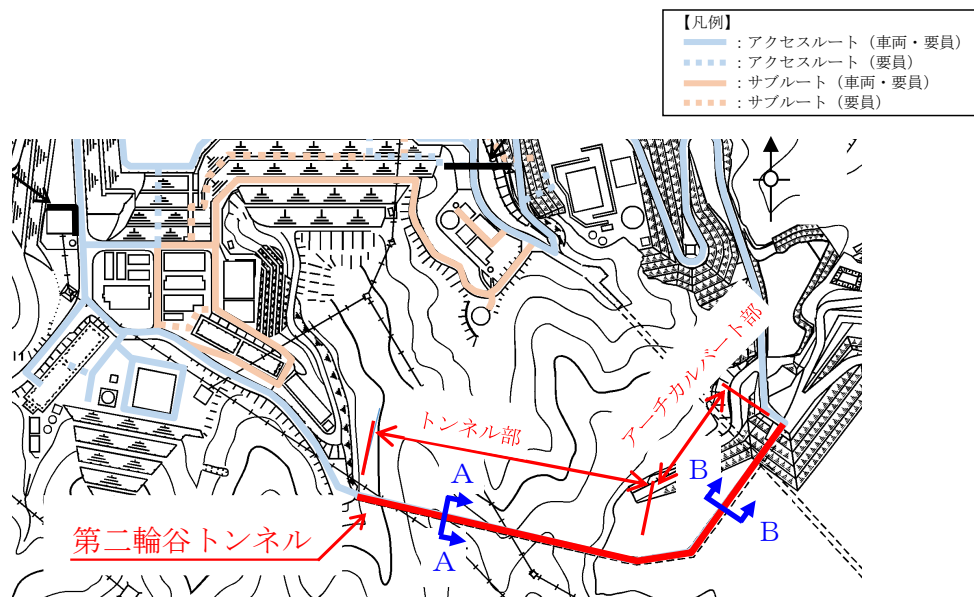 【凡例】
：アクセスルート（車両・要員）
：アクセスルート（要員）
：サブルート（車両・要員）
：サブルート（要員）
アーチカルバート部
トンネル部
A
A
B
B
第二輪谷トンネル